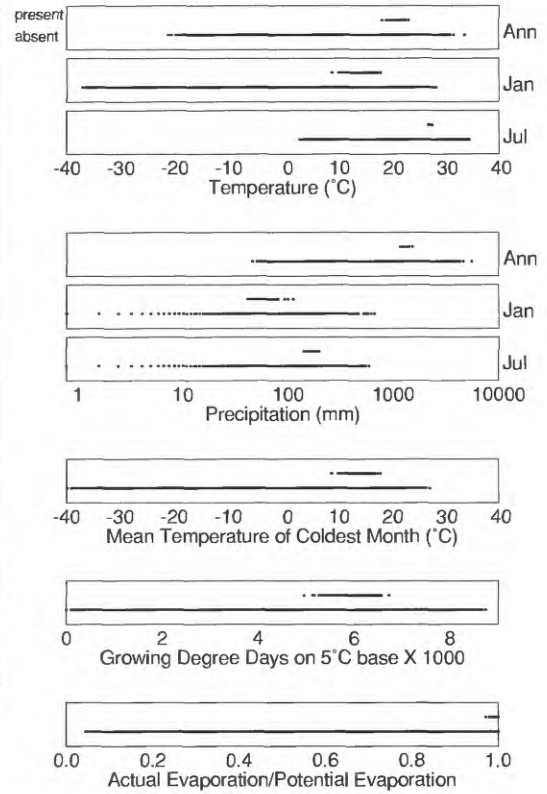 present
absent
Ann
Jan
Jul
-40 -30 -20 -10 0 10 20 30 40
Temperature (˚C)
Ann
Jan
Jul
1 10 100 1000 10000
Precipitation (mm)
-40 -30 -20 -10 0 10 20 30 40
Mean Temperature of Coldest Month (˚C)
0 2 4 6 8
Growing Degree Days on 5˚C base X 1000
0.0 0.2 0.4 0.6 0.8 1.0
Actual Evaporation/Potential Evaporation